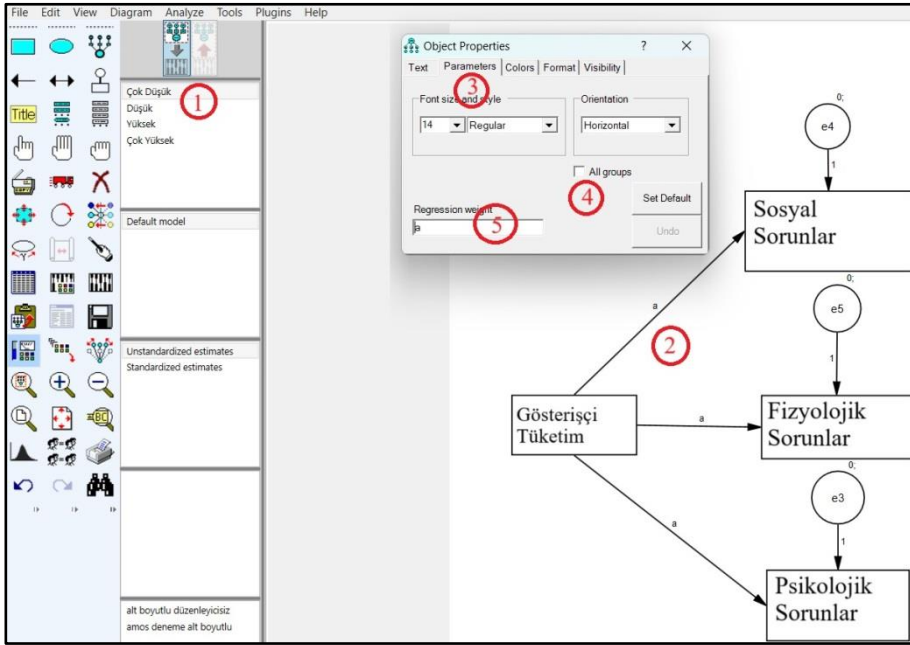 File Edit View Diagram Analyze Tools Plugins Help
Title
Çok Düşük
Düşük
Yüksek
Çok Yüksek
1
Default model
Unstandardized estimates
Standardized estimates
alt boyutlu düzenleyicisiz
amos deneme alt boyutlu
Object Properties ? X
Text Parameters Colors Format Visibility
3
Font size and style
14 Regular
Orientation
Horizontal
All groups
4
Set Default
Undo
Regression weight
a
5
0;
e4
1
Sosyal
Sorunlar
a
2
0;
e5
1
Gösterişçi
Tüketim
a
Fizyolojik
Sorunlar
0;
e3
1
a
Psikolojik
Sorunlar